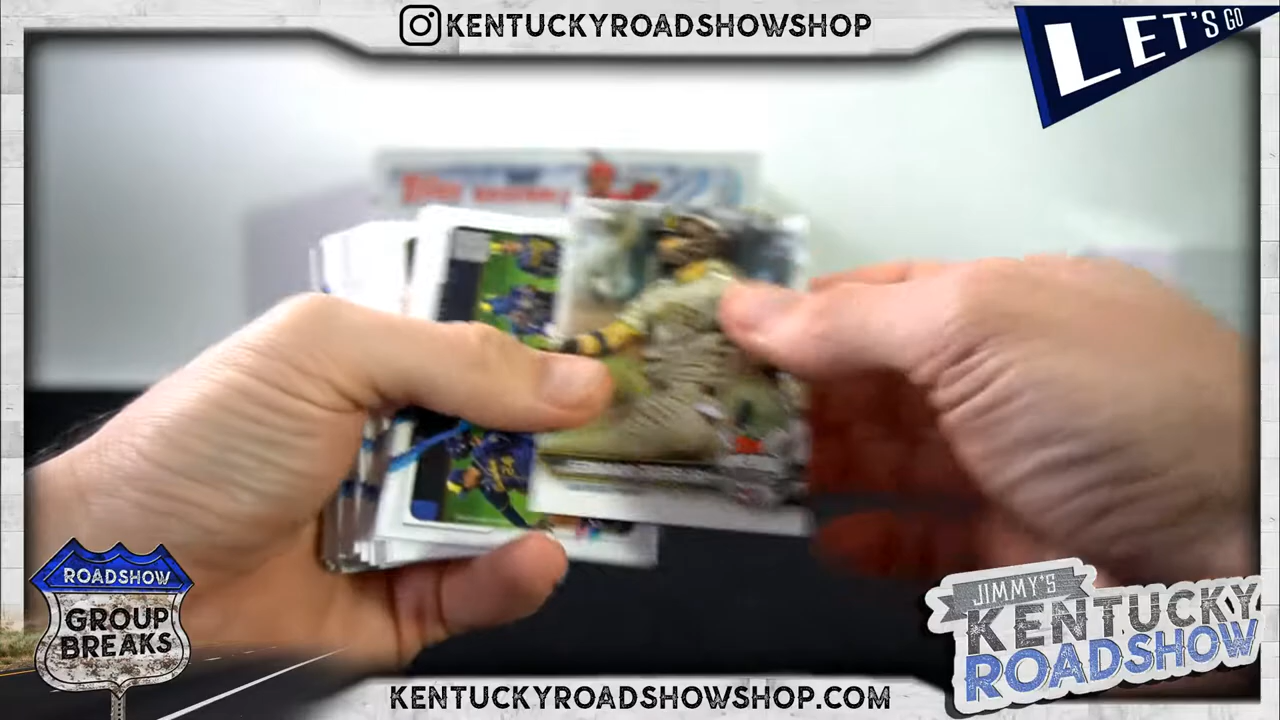 KENTUCKYROADSHOWSHOP
LET'S GO
ROADSHOW
GROUP
BREAKS
JIMMY'S
KENTUCKY
ROADSHOW
KENTUCKYROADSHOWSHOP.COM